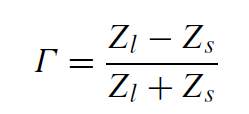 Γ = (Z_l − Z_s) / (Z_l + Z_s)